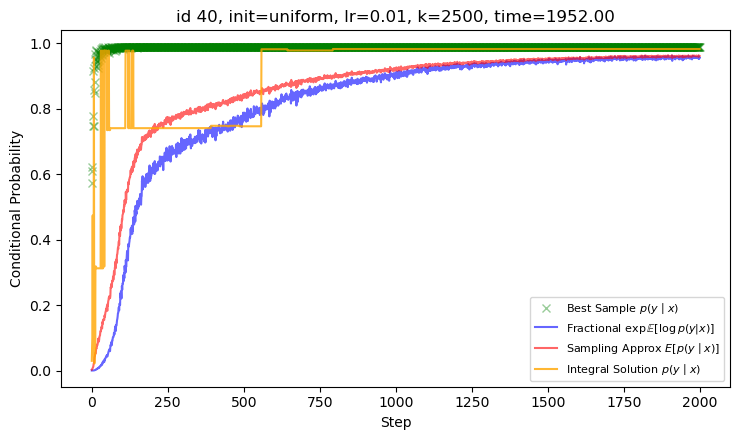 id 40, init=uniform, lr=0.01, k=2500, time=1952.00
Conditional Probability
1.0
0.8
0.6
0.4
0.2
0.0
0 250 500 750 1000 1250 1500 1750 2000
Step
Best Sample p(y | x)
Fractional exp𝔼[log p(y|x)]
Sampling Approx E[p(y | x)]
Integral Solution p(y | x)